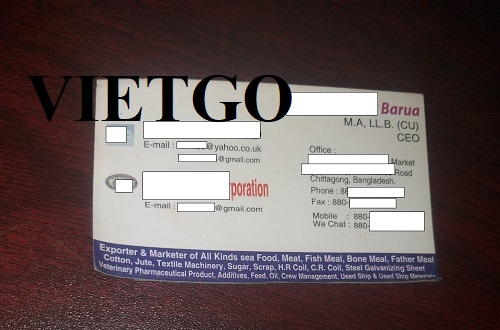 VIETGO
Barua
M.A, LL.B. (CU)
CEO
E-mail : @yahoo.co.uk
@gmail.com
rporation
E-mail : @gmail.com
Office :
Market
Road
Chittagong, Bangladesh.
Phone : 88
Fax : 880-
Mobile : 880-
We Chat : 880-
Exporter & Marketer of All Kinds sea Food, Meat, Fish Meal, Bone Meal, Father Meal
Cotton, Jute, Textile Machinery, Sugar, Scrap, H.R Coil, C.R. Coil, Steel Galvanizing Sheet
Veterinary Pharmaceutical Product, Additives, Feed, Oil, Crew Management, Used Ship & Used Ship Materials